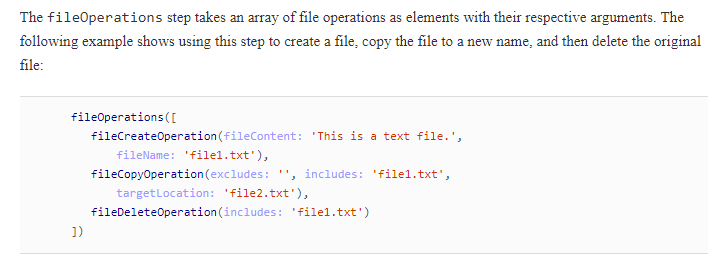 The fileOperations step takes an array of file operations as elements with their respective arguments. The
following example shows using this step to create a file, copy the file to a new name, and then delete the original
file:
fileOperations([
fileCreateOperation(fileContent: 'This is a text file.',
fileName: 'file1.txt'),
fileCopyOperation(excludes: '', includes: 'file1.txt',
targetLocation: 'file2.txt'),
fileDeleteOperation(includes: 'file1.txt')
])